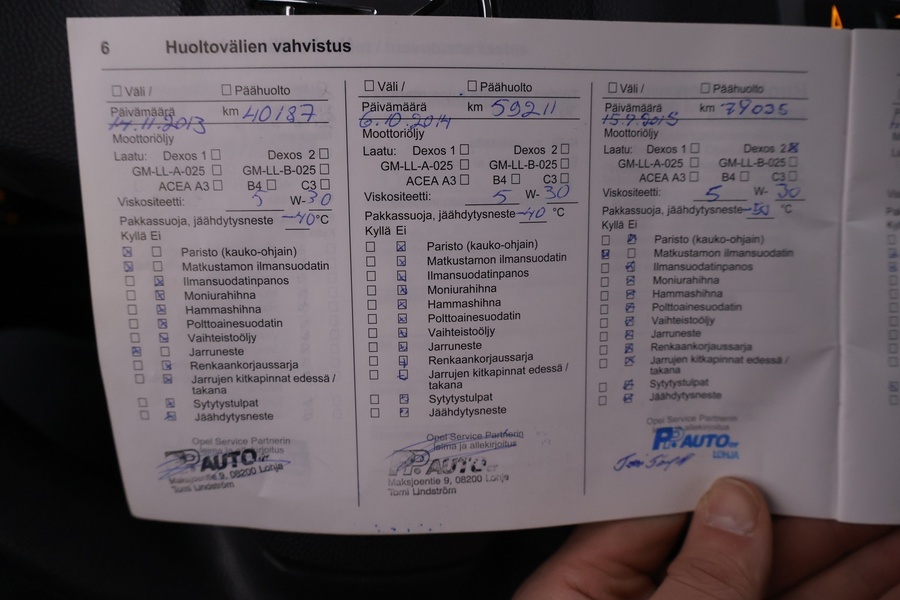 6 Huoltovälien vahvistus
☐ Väli / ☐ Päähuolto
Päivämäärä km 40187
14.11.2013
Moottoriöljy
Laatu: Dexos 1 ☐ Dexos 2 ☐
GM-LL-A-025 ☐ GM-LL-B-025 ☐
ACEA A3 ☐ B4 ☐ C3 ☐
Viskositeetti: 5 W-30
Pakkassuoja, jäähdytysneste -40 °C
Kyllä Ei
☒ ☐ Paristo (kauko-ohjain)
☒ ☐ Matkustamon ilmansuodatin
☐ ☒ Ilmansuodatinpanos
☐ ☒ Moniurahihna
☐ ☒ Hammashihna
☐ ☒ Polttoainesuodatin
☐ ☒ Vaihteistoöljy
☒ ☐ Jarruneste
☐ ☒ Renkaankorjaussarja
☐ ☒ Jarrujen kitkapinnat edessä /
takana
☐ ☒ Sytytystulpat
☐ ☒ Jäähdytysneste
Opel Service Partnerin
AUTO
Maksjoentie 9, 08200 Lohja
Tomi Lindström
☐ Väli / ☐ Päähuolto
Päivämäärä km 59211
6.10.2014
Moottoriöljy
Laatu: Dexos 1 ☐ Dexos 2 ☐
GM-LL-A-025 ☐ GM-LL-B-025 ☐
ACEA A3 ☐ B4 ☐ C3 ☐
Viskositeetti: 5 W-30
Pakkassuoja, jäähdytysneste -40 °C
Kyllä Ei
☐ ☒ Paristo (kauko-ohjain)
☐ ☒ Matkustamon ilmansuodatin
☐ ☒ Ilmansuodatinpanos
☐ ☒ Moniurahihna
☐ ☒ Hammashihna
☐ ☒ Polttoainesuodatin
☐ ☒ Vaihteistoöljy
☐ ☒ Jarruneste
☐ ☒ Renkaankorjaussarja
☐ ☒ Jarrujen kitkapinnat edessä /
takana
☐ ☒ Sytytystulpat
☐ ☒ Jäähdytysneste
Opel Service Partnerin
leima ja allekirjoitus
AUTO
Maksjoentie 9, 08200 Lohja
Tomi Lindström
☐ Väli / ☐ Päähuolto
Päivämäärä km 79035
15.9.2015
Moottoriöljy
Laatu: Dexos 1 ☐ Dexos 2 ☒
GM-LL-A-025 ☐ GM-LL-B-025 ☐
ACEA A3 ☐ B4 ☐ C3 ☐
Viskositeetti: 5 W- 30
Pakkassuoja, jäähdytysneste °C
Kyllä Ei
☐ ☒ Paristo (kauko-ohjain)
☒ ☐ Matkustamon ilmansuodatin
☐ ☒ Ilmansuodatinpanos
☐ ☒ Moniurahihna
☐ ☒ Hammashihna
☐ ☒ Polttoainesuodatin
☐ ☒ Vaihteistoöljy
☐ ☒ Jarruneste
☐ ☒ Renkaankorjaussarja
☐ ☒ Jarrujen kitkapinnat edessä /
takana
☐ ☒ Sytytystulpat
☐ ☒ Jäähdytysneste
Opel Service Partnerin
allekirjoitus
AUTO
LOHJA